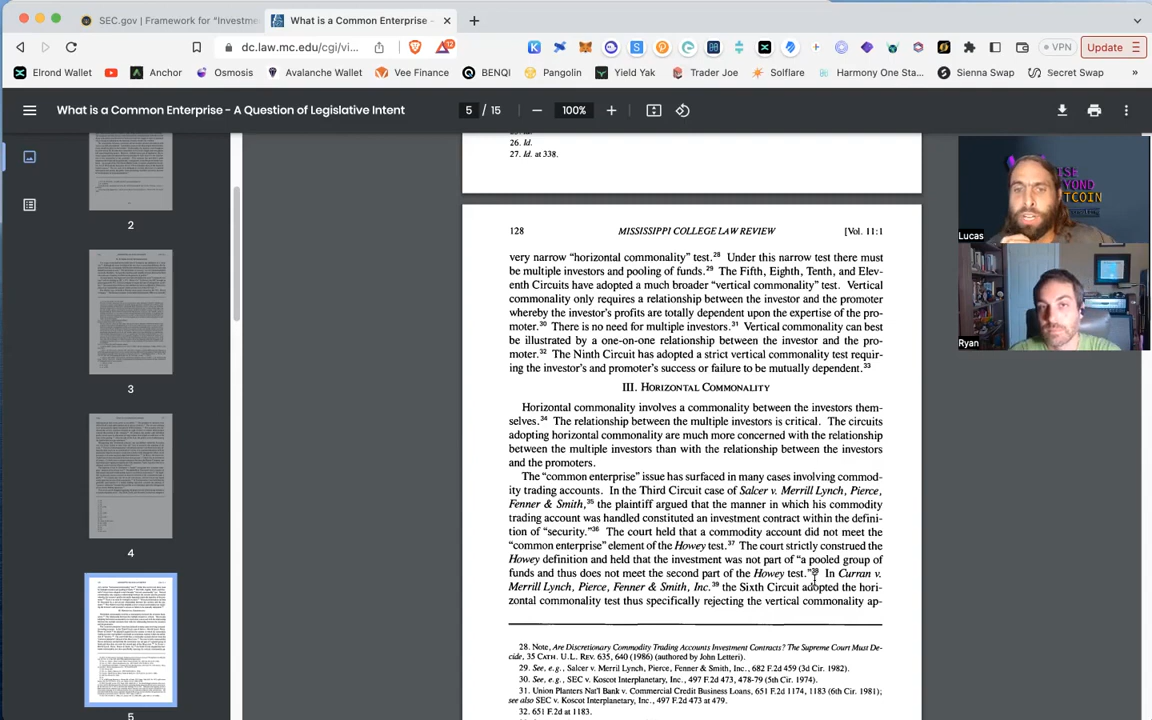 SEC.gov | Framework for "Investme
What is a Common Enterprise -
dc.law.mc.edu/cgi/vi...
12
VPN
Update
Elrond Wallet
Anchor
Osmosis
Avalanche Wallet
Vee Finance
BENQI
Pangolin
Yield Yak
Trader Joe
Solflare
Harmony One Sta...
Sienna Swap
Secret Swap
»
What is a Common Enterprise - A Question of Legislative Intent
5 / 15
100%
2
3
4
5
26. Id.
27. Id. at 338.
128 MISSISSIPPI COLLEGE LAW REVIEW [Vol. 11:1
very narrow "horizontal commonality" test.28 Under this narrow test there must
be multiple investors and pooling of funds.29 The Fifth, Eighth, Tenth, and Elev-
enth Circuits have adopted a much broader "vertical commonality" test. Vertical
commonality only requires a relationship between the investor and the promoter
whereby the investor's profits are totally dependent upon the expertise of the pro-
moter.30 There is no need for multiple investors.31 Vertical commonality can best
be illustrated by a one-on-one relationship between the investor and the pro-
moter.32 The Ninth Circuit has adopted a strict vertical commonality test requir-
ing the investor's and promoter's success or failure to be mutually dependent.33
III. HORIZONTAL COMMONALITY
Horizontal commonality involves a commonality between the investors them-
selves.34 The relationship between the multiple investors is critical. The circuits
adopting horizontal commonality are much more concerned with the relationship
between the multiple investors than with the relationship between the investors
and the promoters.
The "common enterprise" issue has surfaced in many cases involving commod-
ity trading accounts. In the Third Circuit case of Salcer v. Merrill Lynch, Pierce,
Fenner & Smith,35 the plaintiff argued that the manner in which his commodity
trading account was handled constituted an investment contract within the defini-
tion of "security."36 The court held that a commodity account did not meet the
"common enterprise" element of the Howey test.37 The court strictly construed the
Howey definition and held that the investment was not part of "a pooled group of
funds and thus does not meet the second part of the Howey test."38 In Curran v.
Merrill Lynch, Pierce, Fenner & Smith, Inc.39 the Sixth Circuit adopted the hori-
zontal commonality test thus specifically rejecting the vertical commonality ap-
28. Note, Are Discretionary Commodity Trading Accounts Investment Contracts? The Supreme Court Must De-
cide, 35 CATH. U.L. REV. 635, 640 (1986) (authored by John Letteri).
29. See, e.g., Salcer v. Merril Lynch, Pierce, Fenner & Smith, Inc., 682 F.2d 459 (3d Cir. 1982).
30. See, e.g., SEC v. Koscot Interplanetary, Inc., 497 F.2d 473, 478-79 (5th Cir. 1974).
31. Union Planters Nat'l Bank v. Commercial Credit Business Loans, 651 F.2d 1174, 1183 (6th Cir. 1981);
see also SEC v. Koscot Interplanetary, Inc., 497 F.2d 473 at 479.
32. 651 F.2d at 1183.
Lucas
Ryan